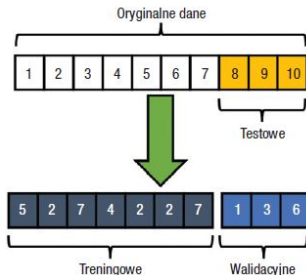 Oryginalne dane
1 2 3 4 5 6 7 8 9 10
Testowe
5 2 7 4 2 2 7 1 3 6
Treningowe Walidacyjne